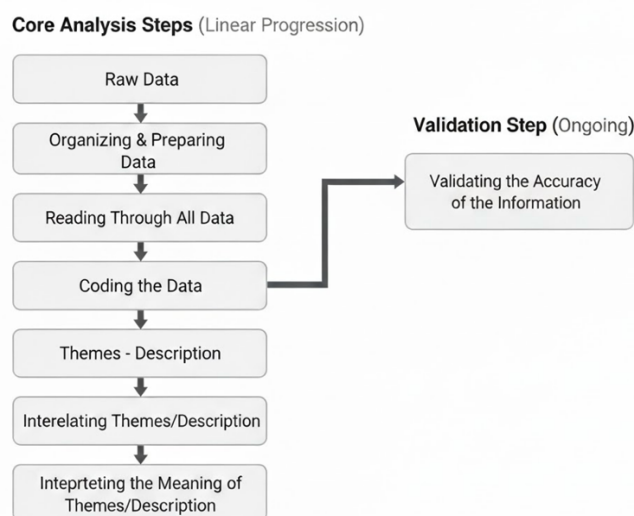 Core Analysis Steps (Linear Progression)
Raw Data
Organizing & Preparing
Data
Reading Through All Data
Coding the Data
Themes - Description
Interelating Themes/Description
Inteprteting the Meaning of
Themes/Description
Validation Step (Ongoing)
Validating the Accuracy
of the Information